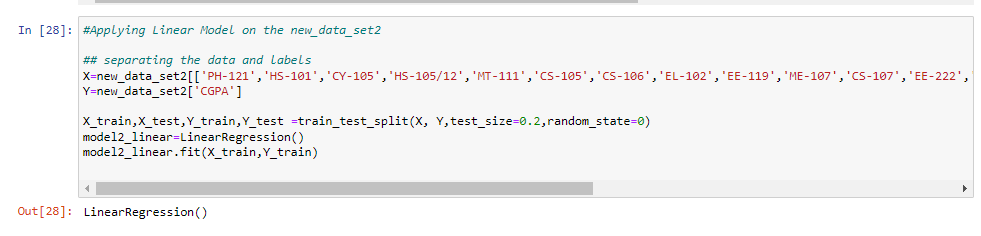 In [28]: #Applying Linear Model on the new_data_set2
## separating the data and labels
X=new_data_set2[['PH-121','HS-101','CY-105','HS-105/12','MT-111','CS-105','CS-106','EL-102','EE-119','ME-107','CS-107','EE-222','
Y=new_data_set2['CGPA']
X_train,X_test,Y_train,Y_test =train_test_split(X, Y,test_size=0.2,random_state=0)
model2_linear=LinearRegression()
model2_linear.fit(X_train,Y_train)
Out[28]: LinearRegression()